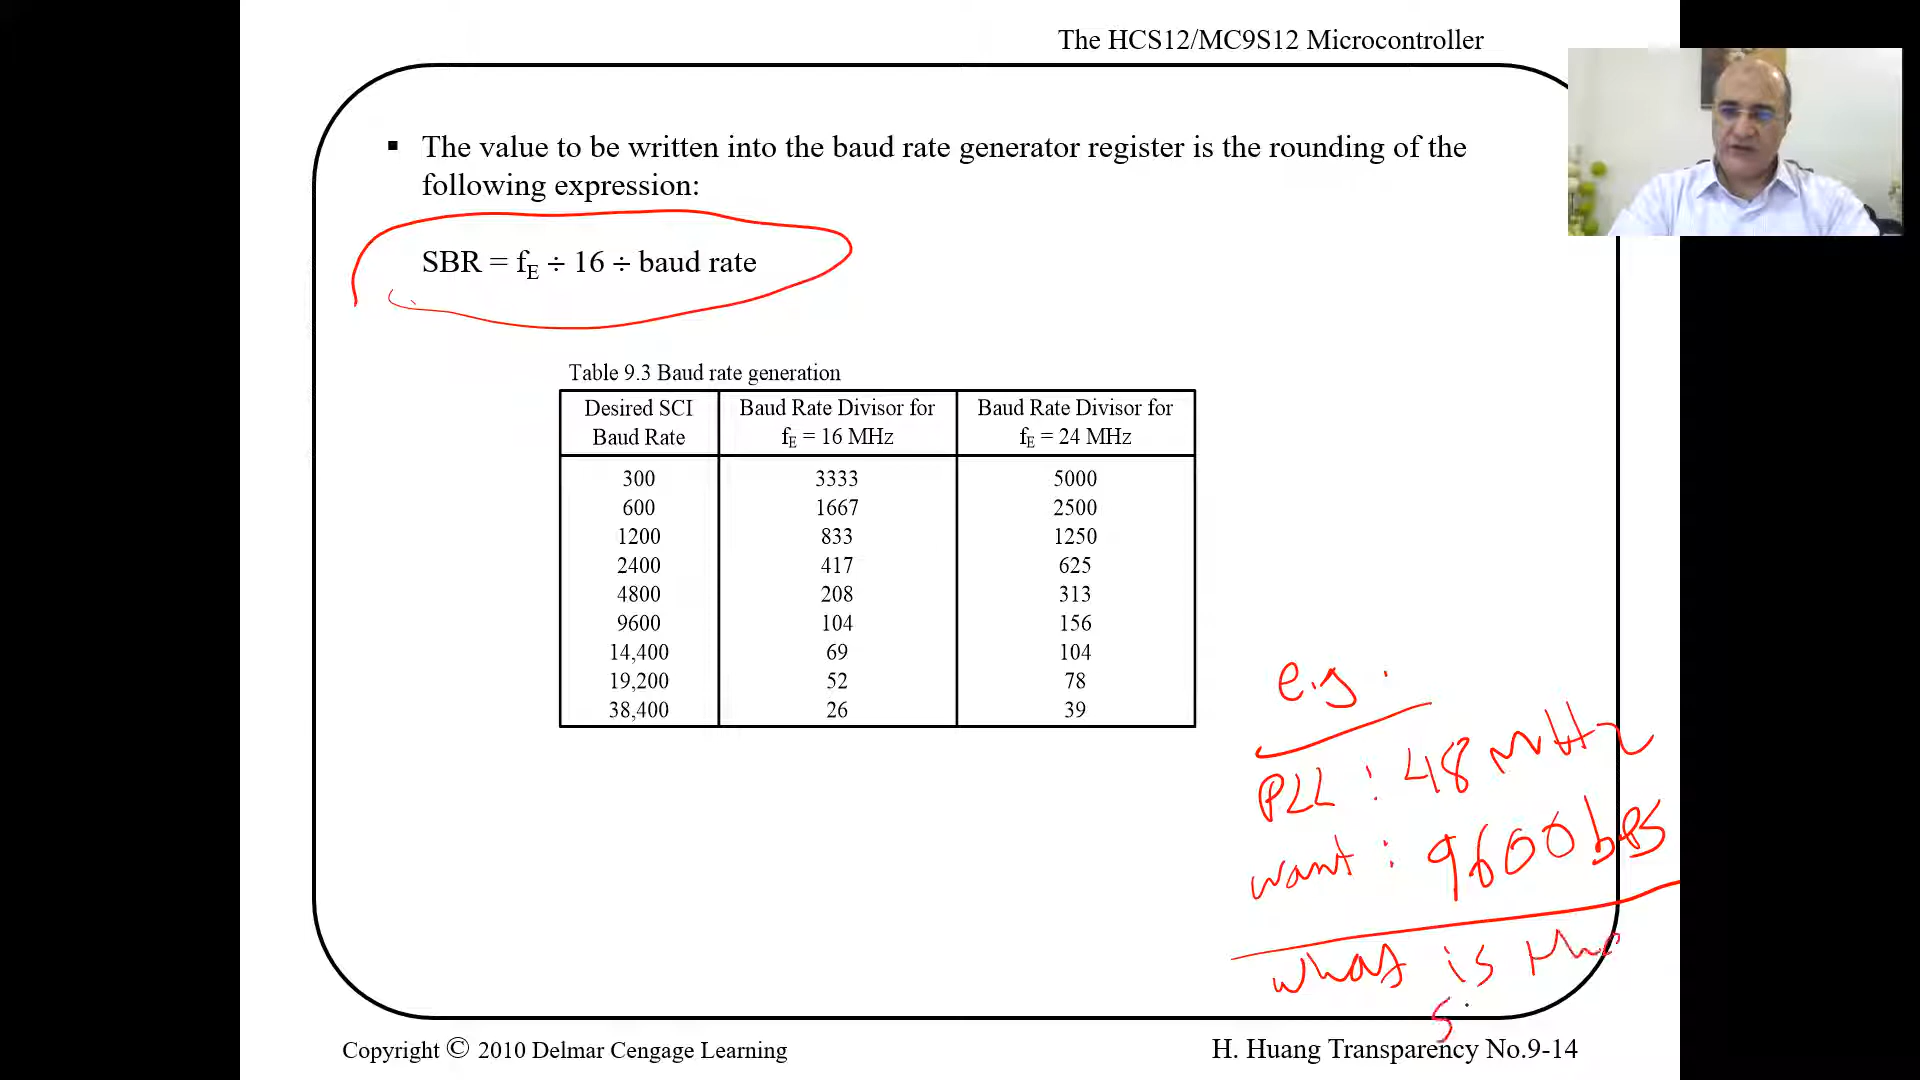 The HCS12/MC9S12 Microcontroller
▪ The value to be written into the baud rate generator register is the rounding of the
following expression:
SBR = fE ÷ 16 ÷ baud rate
Table 9.3 Baud rate generation
Desired SCI Baud Rate | Baud Rate Divisor for fE = 16 MHz | Baud Rate Divisor for fE = 24 MHz
300 3333 5000
600 1667 2500
1200 833 1250
2400 417 625
4800 208 313
9600 104 156
14,400 69 104
19,200 52 78
38,400 26 39
e.g.
PLL : 48 MHz
want : 9600 bps
what is the
S
Copyright © 2010 Delmar Cengage Learning
H. Huang Transparency No.9-14